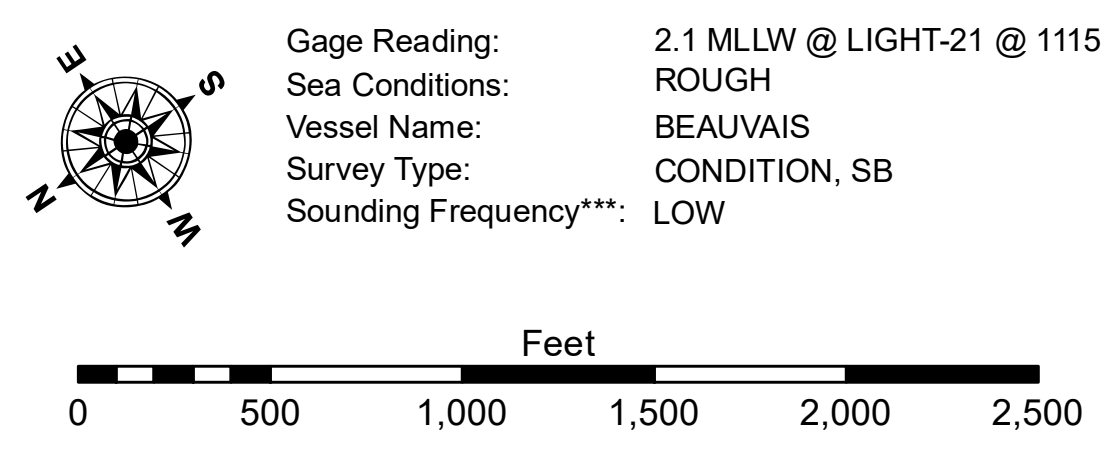 E
S
N
W
Gage Reading: 2.1 MLLW @ LIGHT-21 @ 1115
Sea Conditions: ROUGH
Vessel Name: BEAUVAIS
Survey Type: CONDITION, SB
Sounding Frequency***: LOW
Feet
0 500 1,000 1,500 2,000 2,500